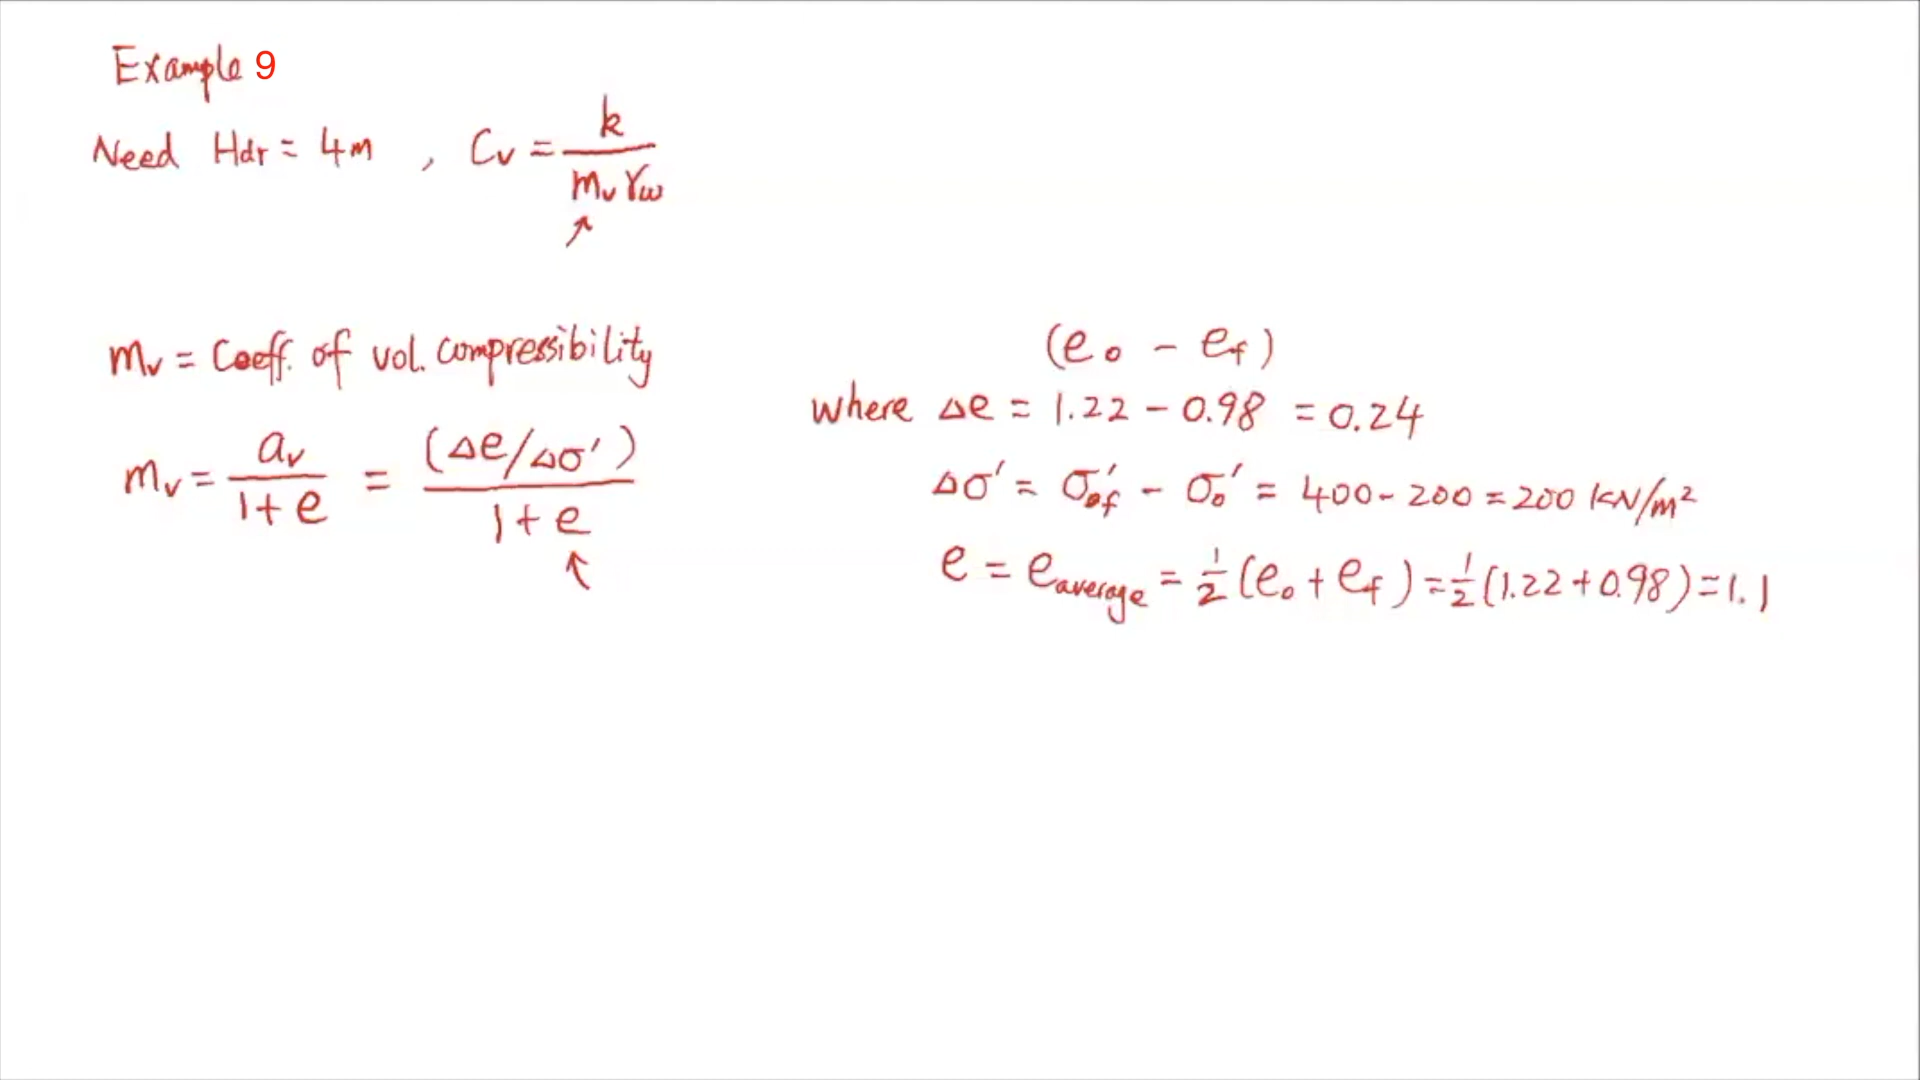 Example 9
Need Hdr = 4m , Cv = k / mv γw
mv = Coeff. of vol. compressibility
mv = av / 1+e = (Δe/Δσ') / 1+e
(e₀ - ef)
where Δe = 1.22 - 0.98 = 0.24
Δσ' = σ'f - σ₀' = 400 - 200 = 200 kN/m²
e = eaverage = ½(e₀ + ef) = ½(1.22 + 0.98) = 1.1